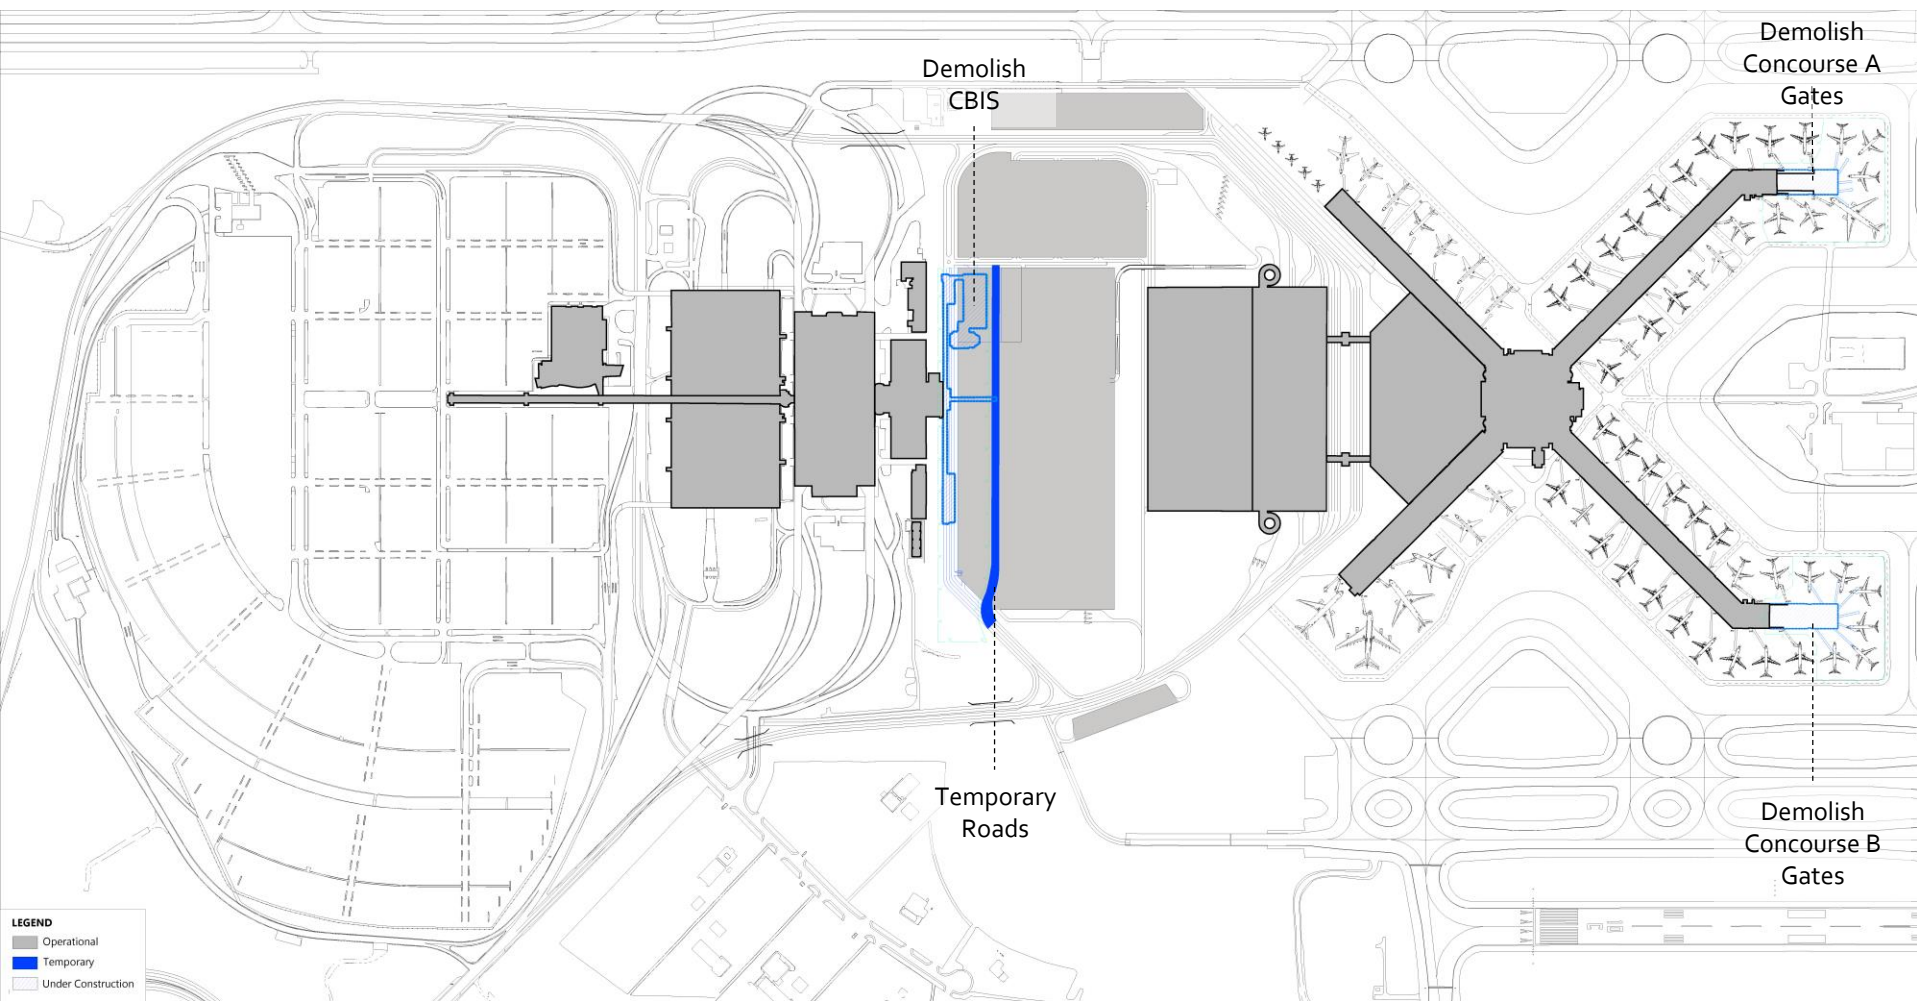 Demolish
Concourse A
Gates
Demolish
CBIS
Temporary
Roads
Demolish
Concourse B
Gates
LEGEND
Operational
Temporary
Under Construction